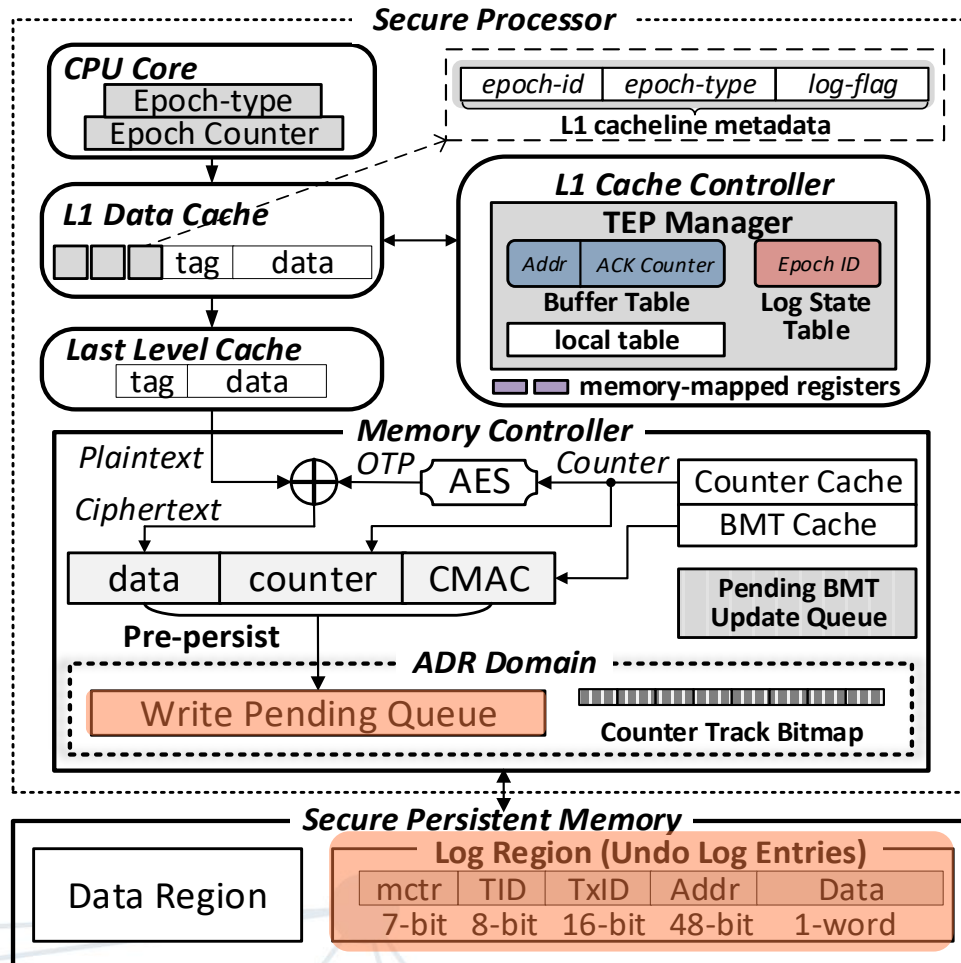 Secure Processor
CPU Core
Epoch-type
Epoch Counter
epoch-id epoch-type log-flag
L1 cacheline metadata
L1 Data Cache
tag data
L1 Cache Controller
TEP Manager
Addr ACK Counter
Buffer Table
Epoch ID
Log State
Table
local table
memory-mapped registers
Last Level Cache
tag data
Memory Controller
Plaintext
OTP
AES
Counter
Counter Cache
BMT Cache
Ciphertext
data counter CMAC
Pending BMT
Update Queue
Pre-persist
ADR Domain
Write Pending Queue
Counter Track Bitmap
Secure Persistent Memory
Data Region
Log Region (Undo Log Entries)
mctr TID TxID Addr Data
7-bit 8-bit 16-bit 48-bit 1-word